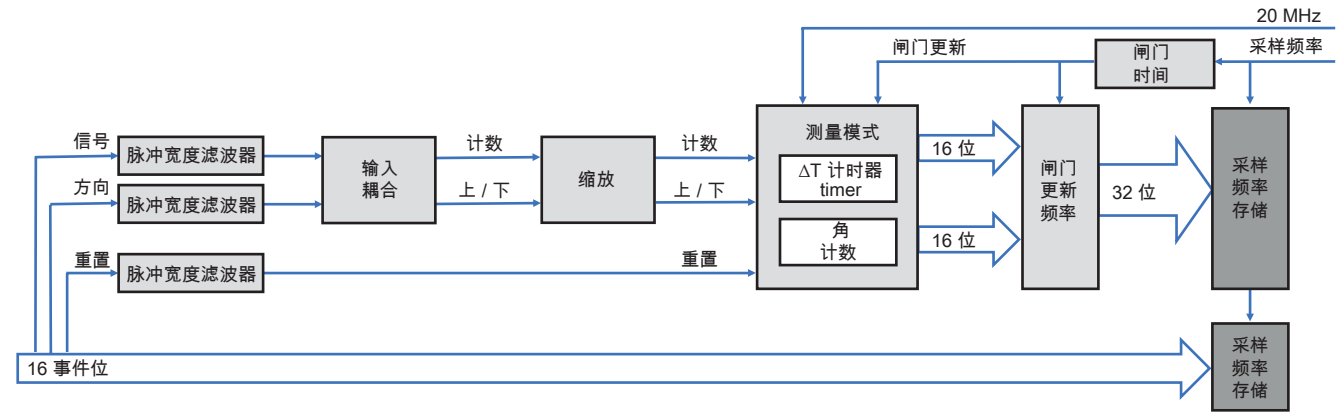 20 MHz
闸门更新
闸门
时间
采样频率
信号
脉冲宽度滤波器
方向
脉冲宽度滤波器
重置
脉冲宽度滤波器
输入
耦合
计数
上 / 下
缩放
计数
上 / 下
重置
测量模式
ΔT 计时器
timer
角
计数
16 位
16 位
闸门
更新
频率
32 位
采样
频率
存储
16 事件位
采样
频率
存储